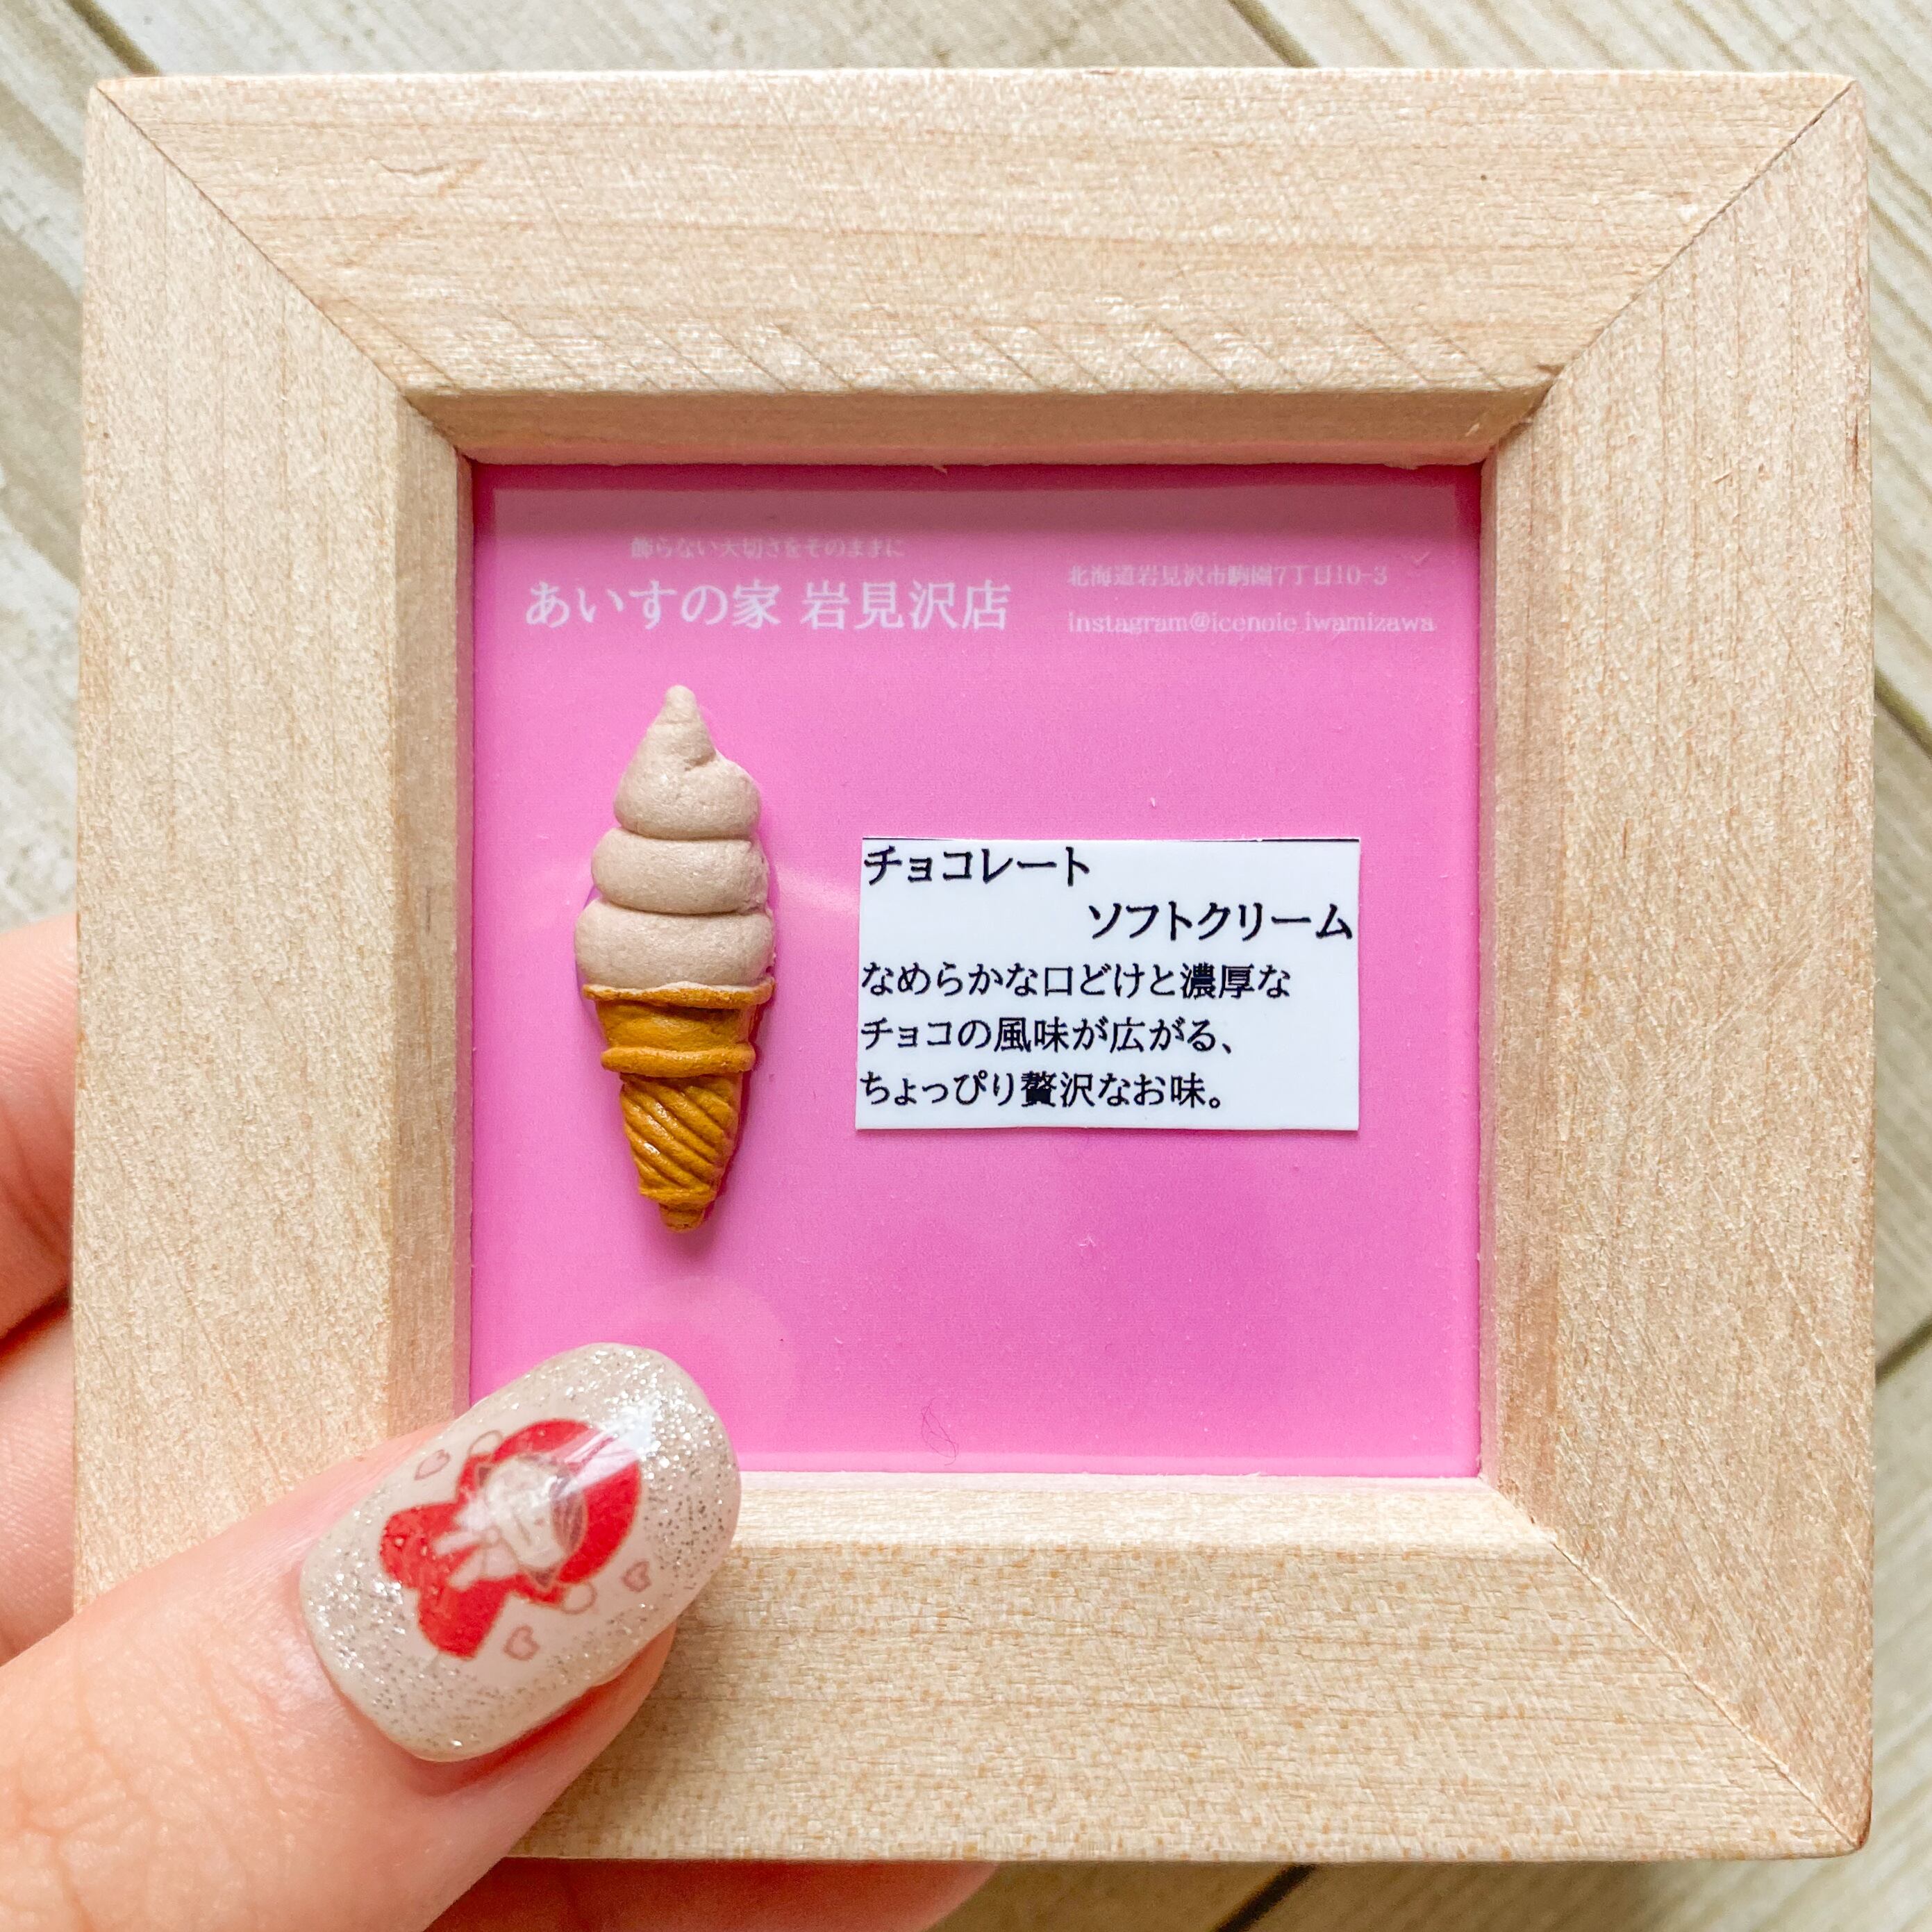 飾らない大切さをそのままに
あいすの家 岩見沢店
北海道岩見沢市駒園7丁目10-3
instagram@icenoie_iwamizawa
チョコレート
ソフトクリーム
なめらかな口どけと濃厚な
チョコの風味が広がる、
ちょっぴり贅沢なお味。